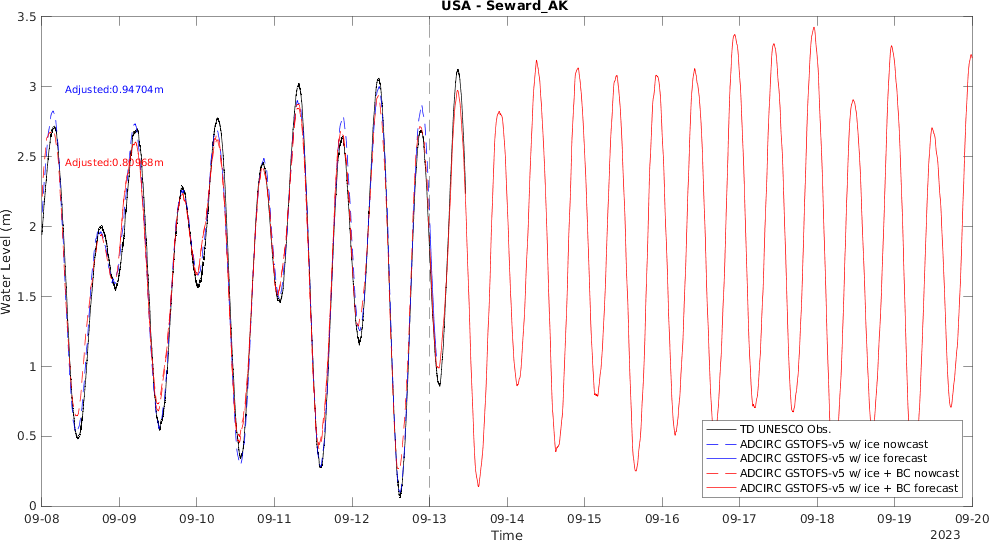 USA - Seward_AK
3.5
3
2.5
2
1.5
1
0.5
0
Water Level (m)
Adjusted:0.94704m
Adjusted:0.80968m
TD UNESCO Obs.
ADCIRC GSTOFS-v5 w/ ice nowcast
ADCIRC GSTOFS-v5 w/ ice forecast
ADCIRC GSTOFS-v5 w/ ice + BC nowcast
ADCIRC GSTOFS-v5 w/ ice + BC forecast
09-08 09-09 09-10 09-11 09-12 09-13 09-14 09-15 09-16 09-17 09-18 09-19 09-20
Time
2023